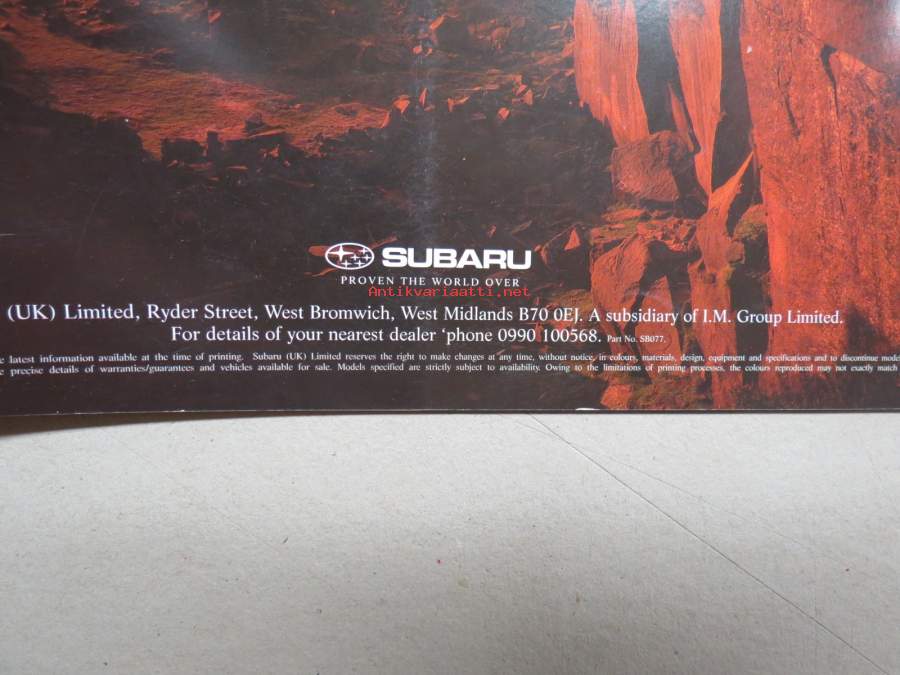 SUBARU
PROVEN THE WORLD OVER
Antikvariaatti.net
(UK) Limited, Ryder Street, West Bromwich, West Midlands B70 0EJ. A subsidiary of I.M. Group Limited.
For details of your nearest dealer ‘phone 0990 100568. Part No. SB077.
latest information available at the time of printing. Subaru (UK) Limited reserves the right to make changes at any time, without notice, in colours, materials, design, equipment and specifications and to discontinue
precise details of warranties/guarantees and vehicles available for sale. Models specified are strictly subject to availability. Owing to the limitations of printing processes, the colours reproduced may not exactly match